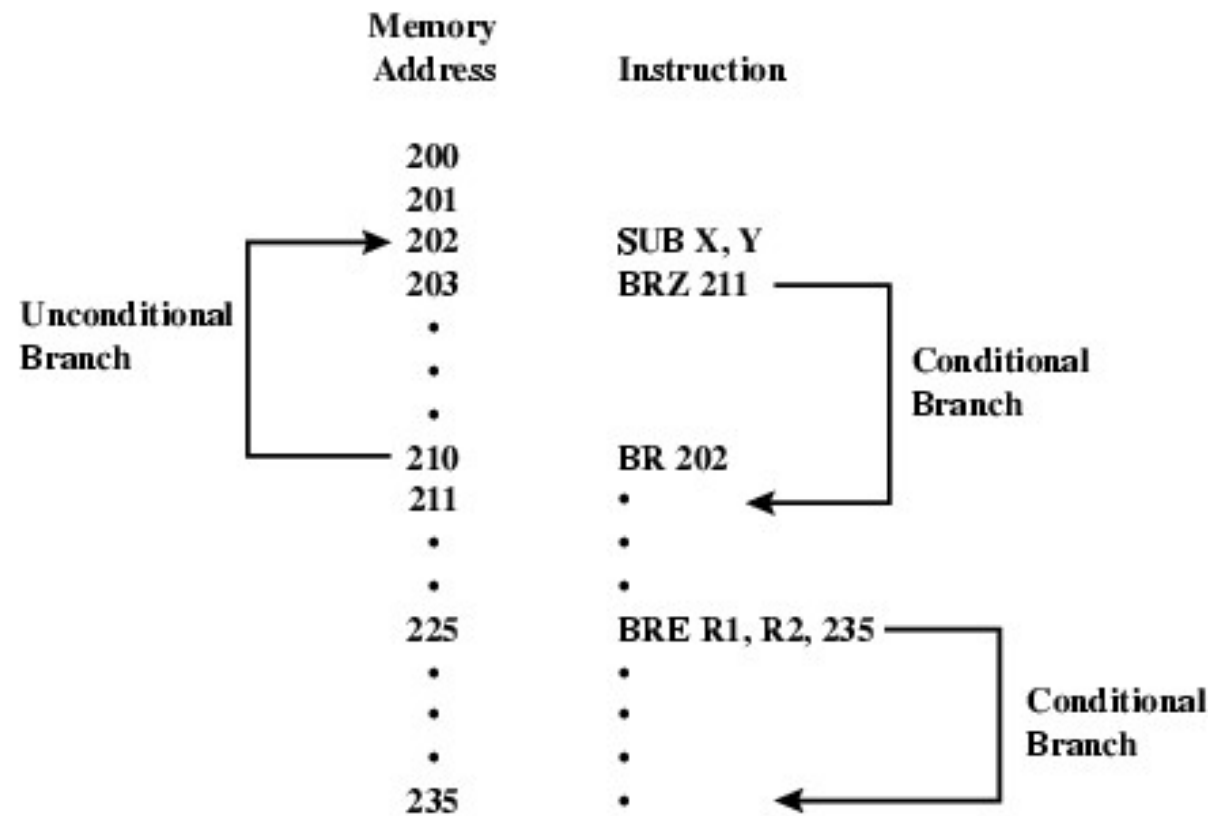 Memory
Address Instruction
200
201
202 SUB X, Y
203 BRZ 211
Unconditional
Branch
•
•
•
Conditional
Branch
210 BR 202
211 •
• •
• •
225 BRE R1, R2, 235
• •
• •
• •
Conditional
Branch
235 •